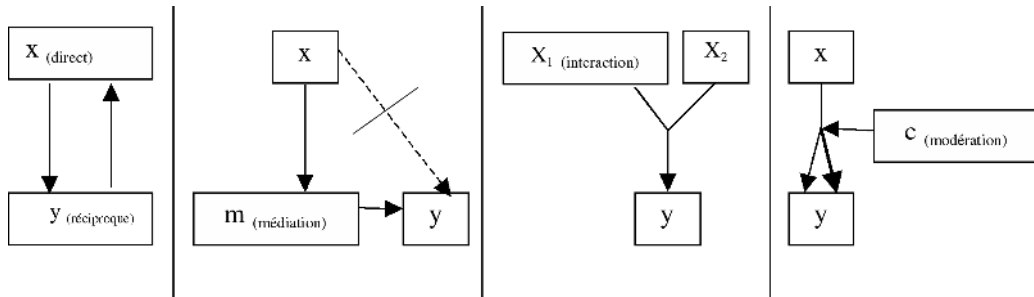 x (direct)
y (réciproque)
x
m (médiation)
y
X₁ (interaction)
X₂
y
x
c (modération)
y